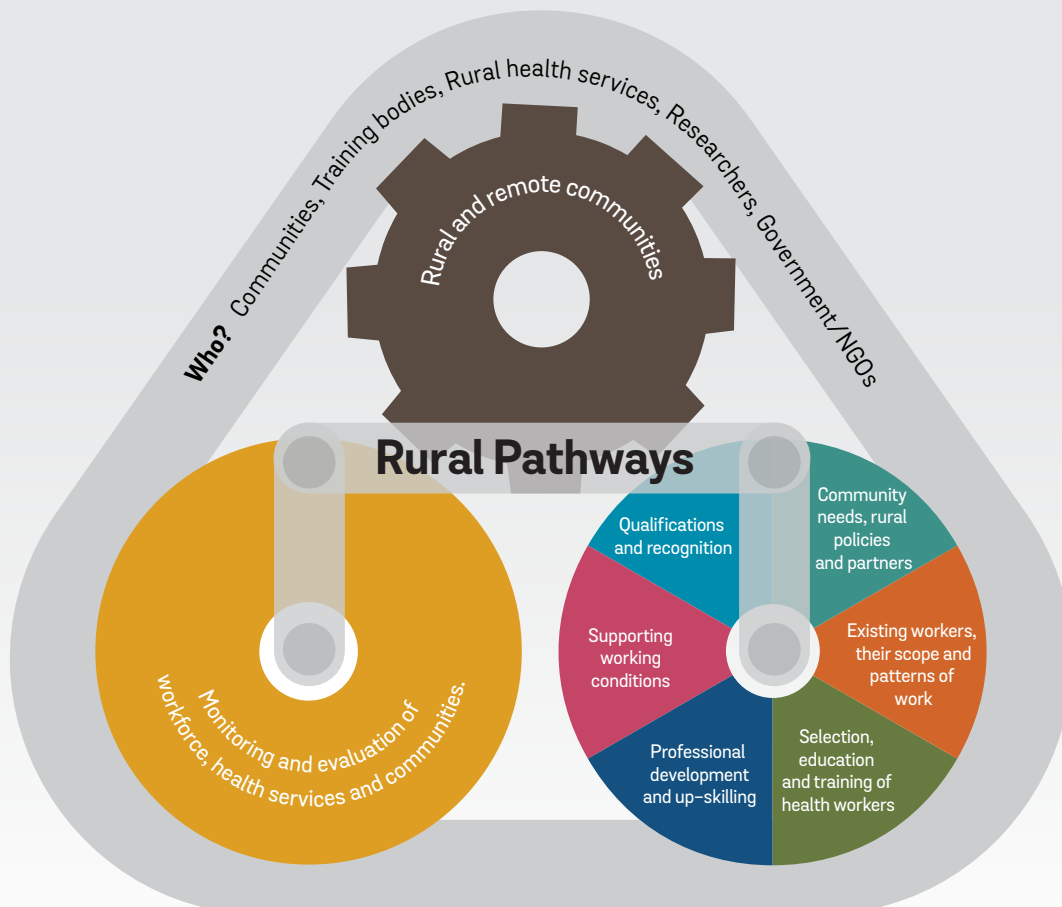 Who? Communities, Training bodies, Rural health services, Researchers, Government/NGOs
Rural and remote communities
Rural Pathways
Community
needs, rural
policies
and partners
Existing workers,
their scope and
patterns of
work
Selection,
education
and training of
health workers
Professional
development
and up-skilling
Supporting
working
conditions
Qualifications
and recognition
Monitoring and evaluation of
workforce, health services and communities.